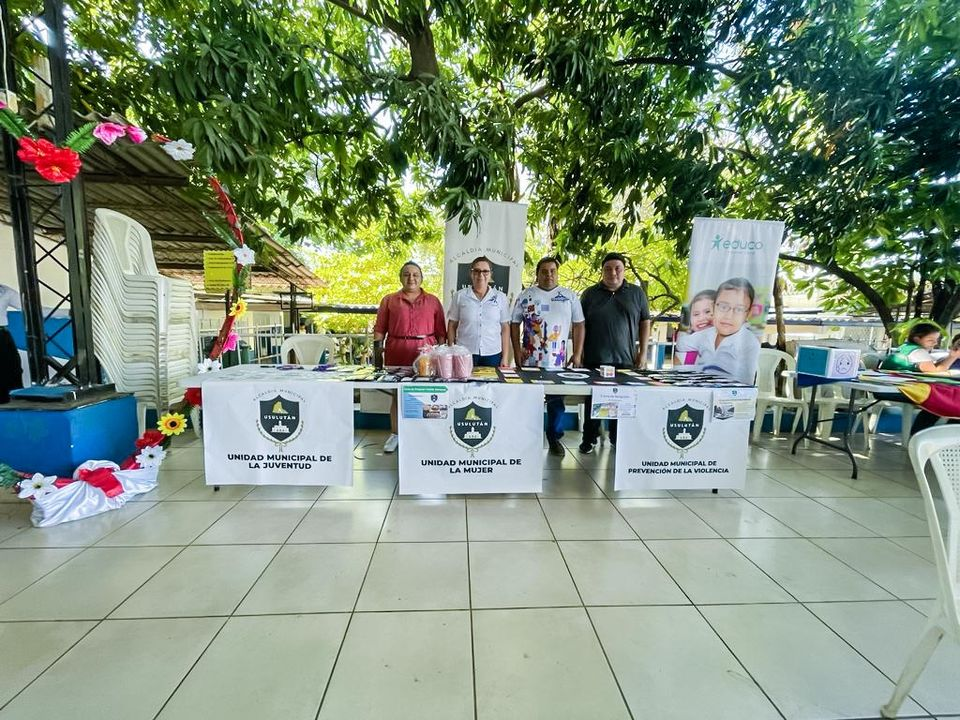 ALCALDÍA MUNICIPAL
educo
ALCALDÍA MUNICIPAL
USULUTÁN
UNIDAD MUNICIPAL DE
LA JUVENTUD
USULUTÁN
UNIDAD MUNICIPAL DE
LA MUJER
ALCALDÍA MUNICIPAL
USULUTÁN
UNIDAD MUNICIPAL DE
PREVENCIÓN DE LA VIOLENCIA